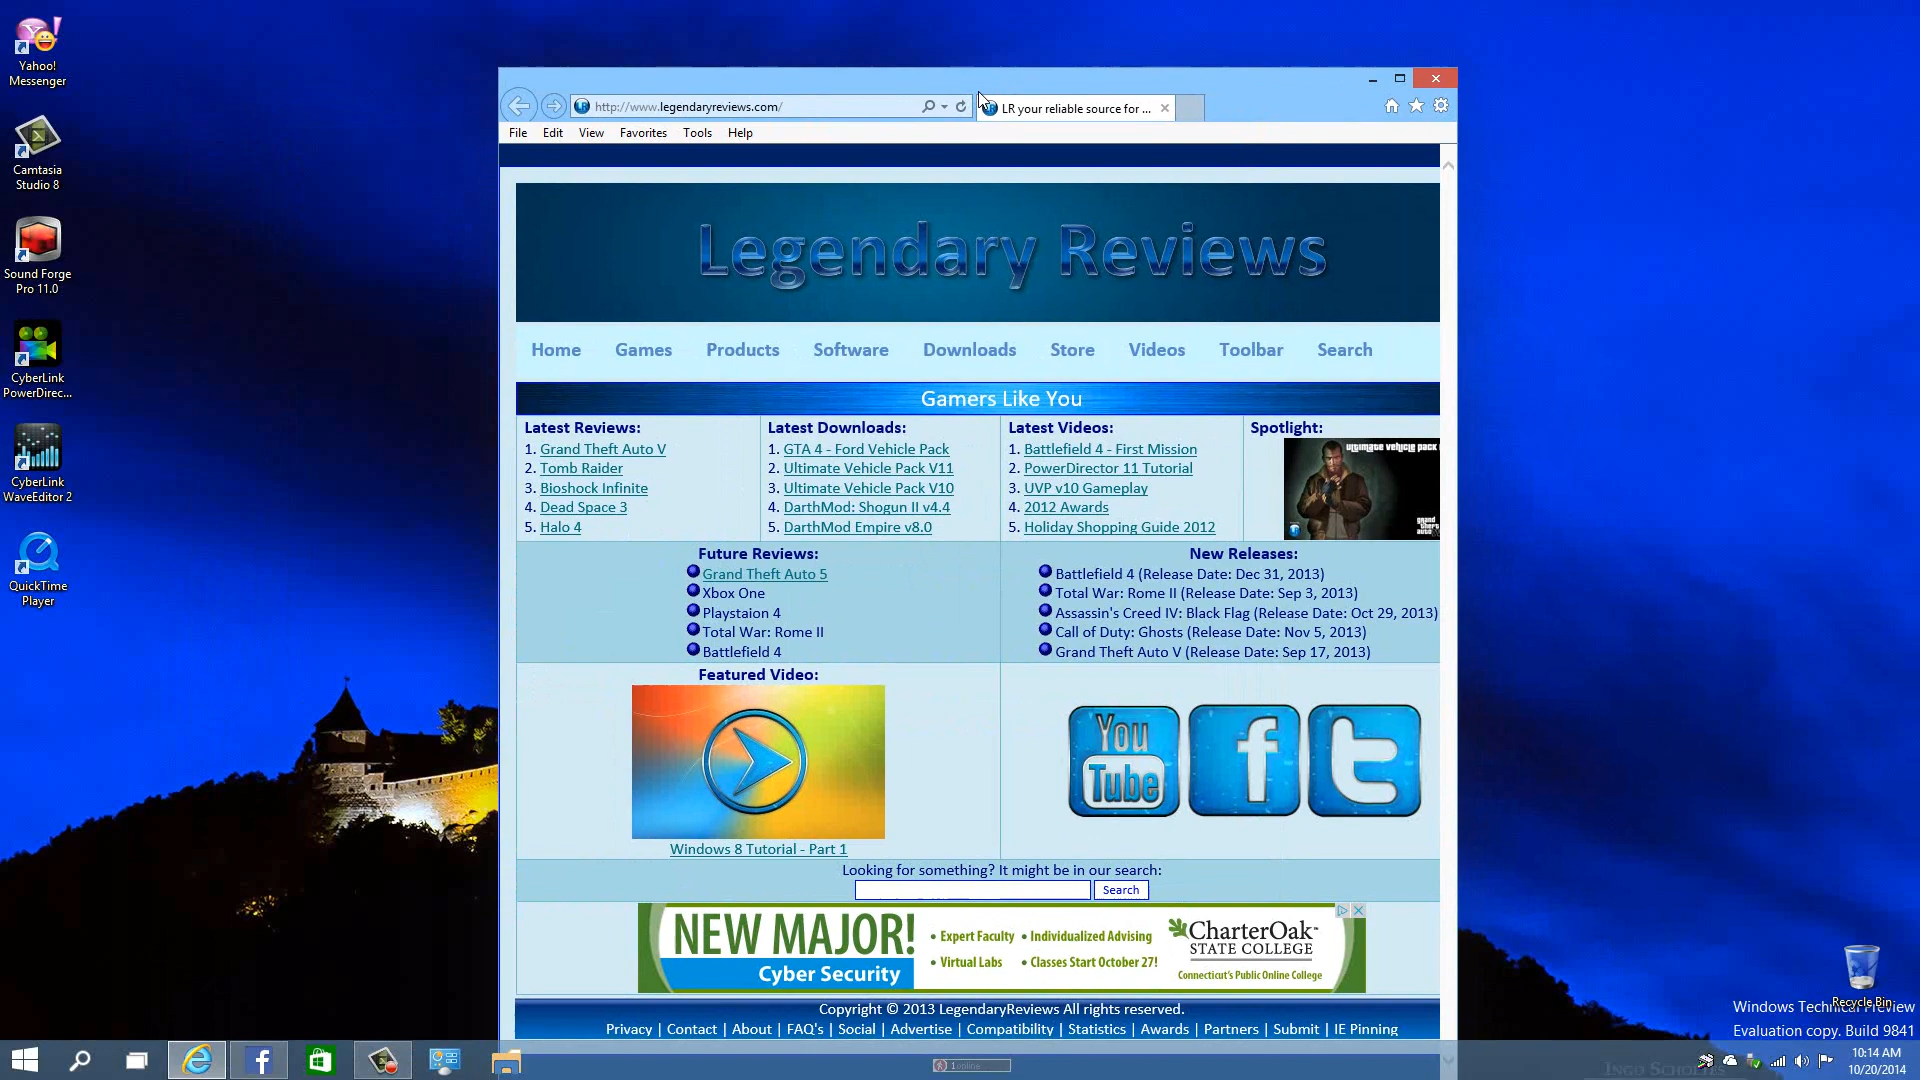 Yahoo!
Messenger
Camtasia
Studio 8
Sound Forge
Pro 11.0
CyberLink
PowerDirec...
CyberLink
WaveEditor 2
QuickTime
Player
http://www.legendaryreviews.com/
LR your reliable source for ...
File Edit View Favorites Tools Help
Legendary Reviews
Home Games Products Software Downloads Store Videos Toolbar Search
Gamers Like You
Latest Reviews:
1. Grand Theft Auto V
2. Tomb Raider
3. Bioshock Infinite
4. Dead Space 3
5. Halo 4
Latest Downloads:
1. GTA 4 - Ford Vehicle Pack
2. Ultimate Vehicle Pack V11
3. Ultimate Vehicle Pack V10
4. DarthMod: Shogun II v4.4
5. DarthMod Empire v8.0
Latest Videos:
1. Battlefield 4 - First Mission
2. PowerDirector 11 Tutorial
3. UVP v10 Gameplay
4. 2012 Awards
5. Holiday Shopping Guide 2012
Spotlight:
ultimate vehicle pack
grand
theft
auto
Future Reviews:
Grand Theft Auto 5
Xbox One
Playstaion 4
Total War: Rome II
Battlefield 4
New Releases:
Battlefield 4 (Release Date: Dec 31, 2013)
Total War: Rome II (Release Date: Sep 3, 2013)
Assassin's Creed IV: Black Flag (Release Date: Oct 29, 2013)
Call of Duty: Ghosts (Release Date: Nov 5, 2013)
Grand Theft Auto V (Release Date: Sep 17, 2013)
Featured Video:
Windows 8 Tutorial - Part 1
You
Tube
f
t
Looking for something? It might be in our search:
Search
NEW MAJOR!
Cyber Security
• Expert Faculty • Individualized Advising
• Virtual Labs • Classes Start October 27!
CharterOak
STATE COLLEGE
Connecticut's Public Online College
Copyright © 2013 LegendaryReviews All rights reserved.
Privacy | Contact | About | FAQ's | Social | Advertise | Compatibility | Statistics | Awards | Partners | Submit | IE Pinning
1 online
Recycle Bin
Windows Technical Preview
Evaluation copy. Build 9841
Ingo Scholtes
10:14 AM
10/20/2014